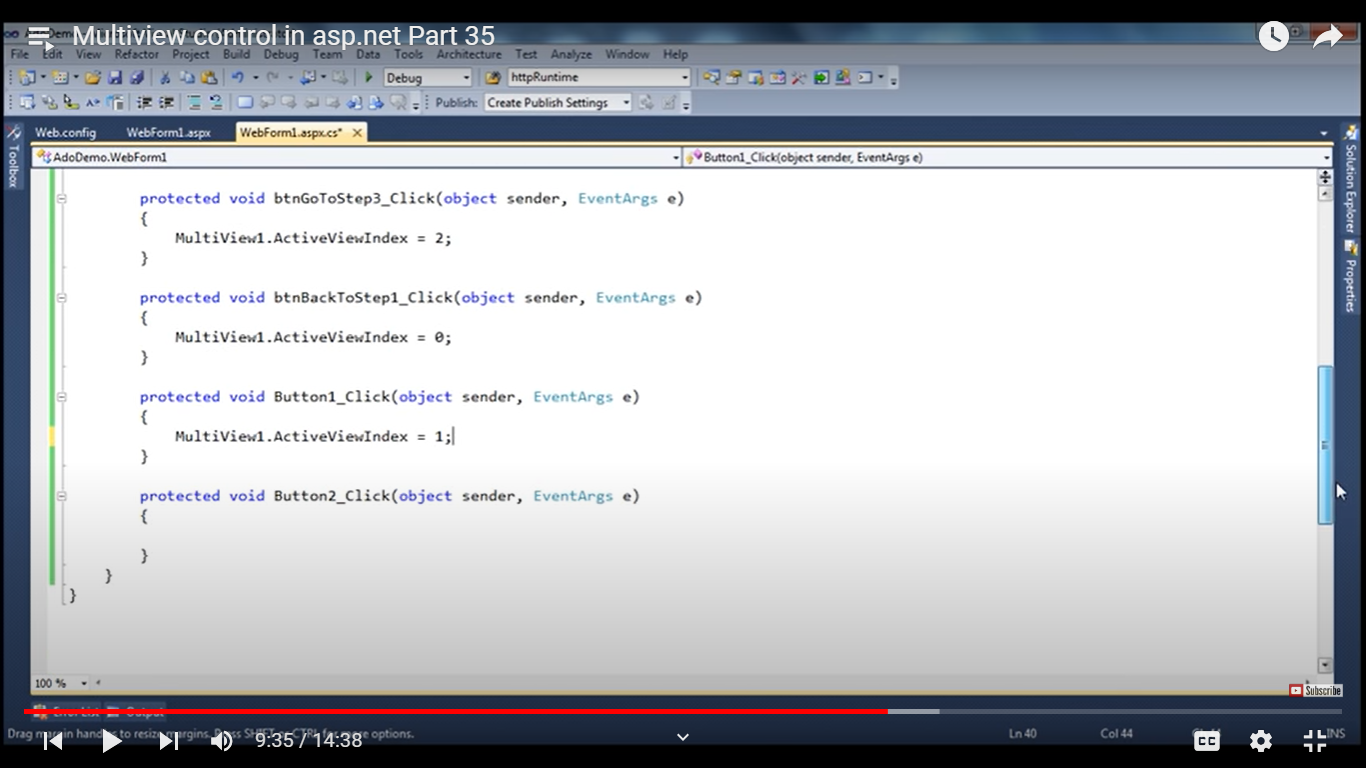 Multiview control in asp.net Part 35
File Edit View Refactor Project Build Debug Team Data Tools Architecture Test Analyze Window Help
Debug httpRuntime
Publish: Create Publish Settings
Toolbox
Web.config WebForm1.aspx WebForm1.aspx.cs*
AdoDemo.WebForm1 Button1_Click(object sender, EventArgs e)
protected void btnGoToStep3_Click(object sender, EventArgs e)
{
MultiView1.ActiveViewIndex = 2;
}
protected void btnBackToStep1_Click(object sender, EventArgs e)
{
MultiView1.ActiveViewIndex = 0;
}
protected void Button1_Click(object sender, EventArgs e)
{
MultiView1.ActiveViewIndex = 1;
}
protected void Button2_Click(object sender, EventArgs e)
{
}
}
}
Solution Explorer
Properties
100 %
Subscribe
Error List Output
Drag margin handles to resize margins. Press SHIFT or CTRL for more options.
Ln 40 Col 44 INS
9:35 / 14:38
CC